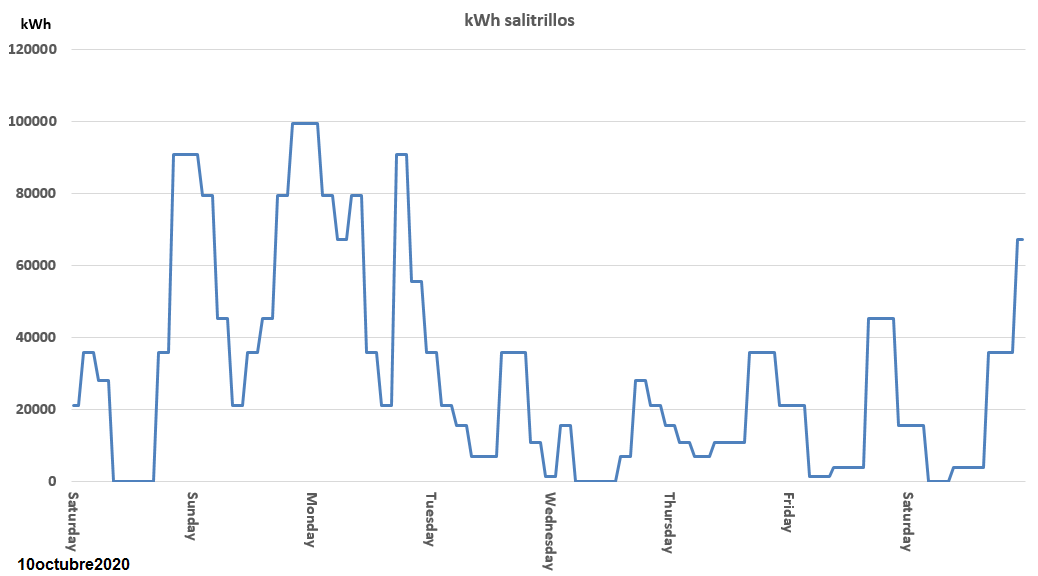 kWh salitrillos
kWh
120000
100000
80000
60000
40000
20000
0
Saturday
Sunday
Monday
Tuesday
Wednesday
Thursday
Friday
Saturday
10octubre2020